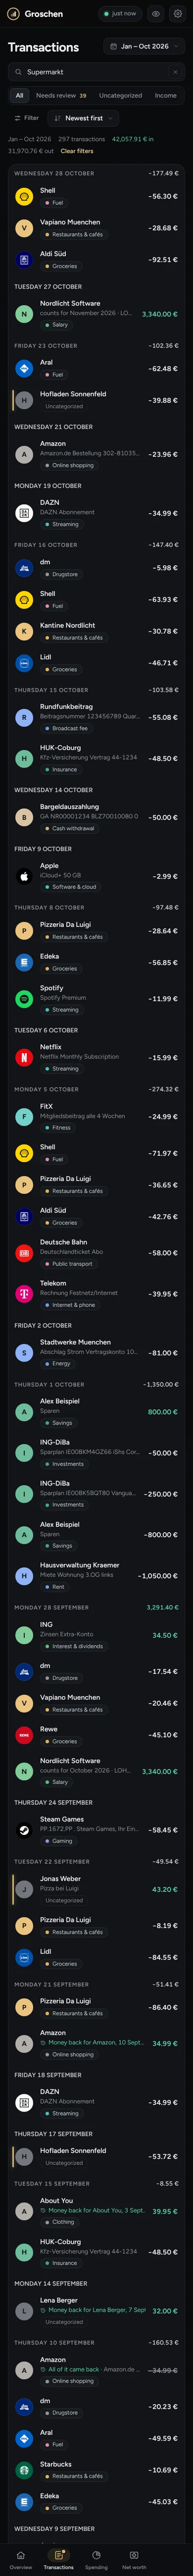 Groschen
just now
Transactions
Jan – Oct 2026
Supermarkt
All
Needs review 39
Uncategorized
Income
Filter
Newest first
Jan – Oct 2026 297 transactions 42,057.91 € in
31,970.76 € out Clear filters
WEDNESDAY 28 OCTOBER −177.49 €
Shell
Fuel
−56.30 €
Vapiano Muenchen
Restaurants & cafés
−28.68 €
Aldi Süd
Groceries
−92.51 €
TUESDAY 27 OCTOBER
Nordlicht Software
counts for November 2026 · LO…
Salary
3,340.00 €
FRIDAY 23 OCTOBER −102.36 €
Aral
Fuel
−62.48 €
H
Hofladen Sonnenfeld
Uncategorized
−39.88 €
WEDNESDAY 21 OCTOBER
Amazon
Amazon.de Bestellung 302-81035…
Online shopping
−23.96 €
MONDAY 19 OCTOBER
DAZN
DAZN Abonnement
Streaming
−34.99 €
FRIDAY 16 OCTOBER −147.40 €
dm
Drugstore
−5.98 €
Shell
Fuel
−63.93 €
Kantine Nordlicht
Restaurants & cafés
−30.78 €
Lidl
Groceries
−46.71 €
THURSDAY 15 OCTOBER −103.58 €
Rundfunkbeitrag
Beitragsnummer 123456789 Quar…
Broadcast fee
−55.08 €
HUK-Coburg
Kfz-Versicherung Vertrag 44-1234
Insurance
−48.50 €
WEDNESDAY 14 OCTOBER
Bargeldauszahlung
GA NR00001234 BLZ70010080 0
Cash withdrawal
−50.00 €
FRIDAY 9 OCTOBER
Apple
iCloud+ 50 GB
Software & cloud
−2.99 €
THURSDAY 8 OCTOBER −97.48 €
Pizzeria Da Luigi
Restaurants & cafés
−28.64 €
Edeka
Groceries
−56.85 €
Spotify
Spotify Premium
Streaming
−11.99 €
TUESDAY 6 OCTOBER
Netflix
Netflix Monthly Subscription
Streaming
−15.99 €
MONDAY 5 OCTOBER −274.32 €
FitX
Mitgliedsbeitrag alle 4 Wochen
Fitness
−24.99 €
Shell
Fuel
−71.97 €
Pizzeria Da Luigi
Restaurants & cafés
−36.65 €
Aldi Süd
Groceries
−42.76 €
Deutsche Bahn
Deutschlandticket Abo
Public transport
−58.00 €
Telekom
Rechnung Festnetz/Internet
Internet & phone
−39.95 €
FRIDAY 2 OCTOBER
Stadtwerke Muenchen
Abschlag Strom Vertragskonto 10…
Energy
−81.00 €
THURSDAY 1 OCTOBER −1,350.00 €
Alex Beispiel
Sparen
Savings
800.00 €
ING-DiBa
Sparplan IE00BKM4GZ66 iShs Cor…
Investments
−50.00 €
ING-DiBa
Sparplan IE00BK5BQT80 Vangua…
Investments
−250.00 €
Alex Beispiel
Sparen
Savings
−800.00 €
Hausverwaltung Kraemer
Miete Wohnung 3.OG links
Rent
−1,050.00 €
MONDAY 28 SEPTEMBER 3,291.40 €
ING
Zinsen Extra-Konto
Interest & dividends
34.50 €
dm
Drugstore
−17.54 €
Vapiano Muenchen
Restaurants & cafés
−20.46 €
Rewe
Groceries
−45.10 €
Nordlicht Software
counts for October 2026 · LOH…
Salary
3,340.00 €
THURSDAY 24 SEPTEMBER
Steam Games
PP.1672.PP . Steam Games, Ihr Ein…
Gaming
−58.45 €
TUESDAY 22 SEPTEMBER −49.54 €
Jonas Weber
Pizza bei Luigi
Uncategorized
43.20 €
Pizzeria Da Luigi
Restaurants & cafés
−8.19 €
Lidl
Groceries
−84.55 €
MONDAY 21 SEPTEMBER −51.41 €
Pizzeria Da Luigi
Restaurants & cafés
−86.40 €
Amazon
Money back for Amazon, 10 Sept…
Online shopping
34.99 €
FRIDAY 18 SEPTEMBER
DAZN
DAZN Abonnement
Streaming
−34.99 €
THURSDAY 17 SEPTEMBER
Hofladen Sonnenfeld
Uncategorized
−53.72 €
TUESDAY 15 SEPTEMBER −8.55 €
About You
Money back for About You, 3 Sept…
Clothing
39.95 €
HUK-Coburg
Kfz-Versicherung Vertrag 44-1234
Insurance
−48.50 €
MONDAY 14 SEPTEMBER
Lena Berger
Money back for Lena Berger, 7 Sept
Uncategorized
32.00 €
THURSDAY 10 SEPTEMBER −160.53 €
Amazon
All of it came back · Amazon.de …
Online shopping
−34.99 €
dm
Drugstore
−20.23 €
Aral
Fuel
−49.59 €
Starbucks
Restaurants & cafés
−10.69 €
Edeka
Groceries
−45.03 €
WEDNESDAY 9 SEPTEMBER
Overview
Transactions
Spending
Net worth